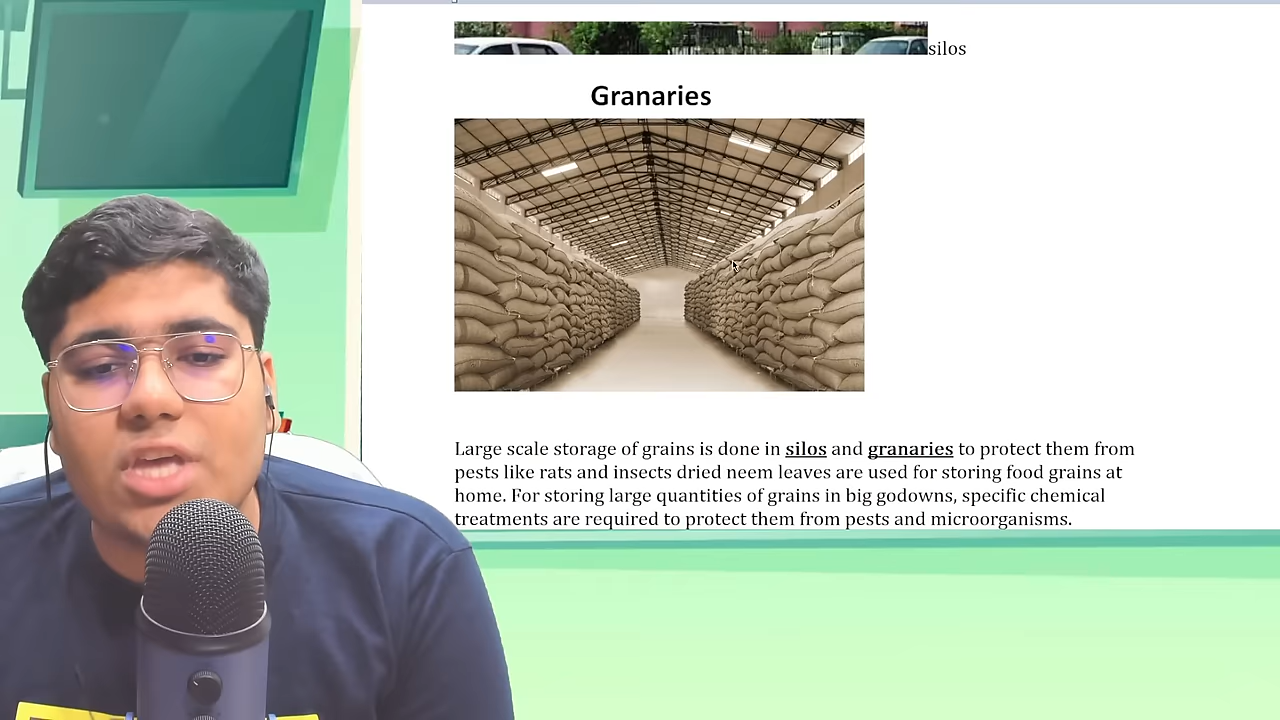 silos
Granaries
Large scale storage of grains is done in silos and granaries to protect them from
pests like rats and insects dried neem leaves are used for storing food grains at
home. For storing large quantities of grains in big godowns, specific chemical
treatments are required to protect them from pests and microorganisms.